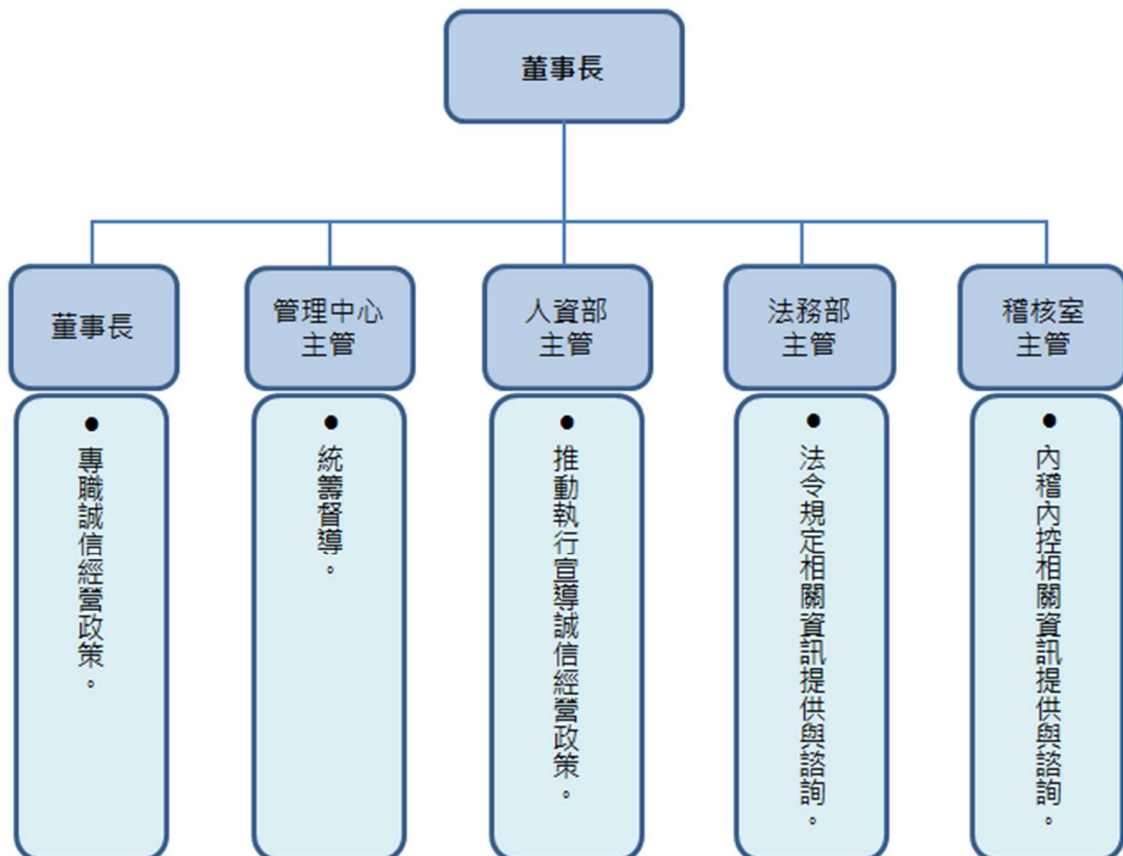 董事長
董事長
管理中心
主管
人資部
主管
法務部
主管
稽核室
主管
● 專職誠信經營政策。
● 統籌督導。
● 推動執行宣導誠信經營政策。
● 法令規定相關資訊提供與諮詢。
● 內稽內控相關資訊提供與諮詢。